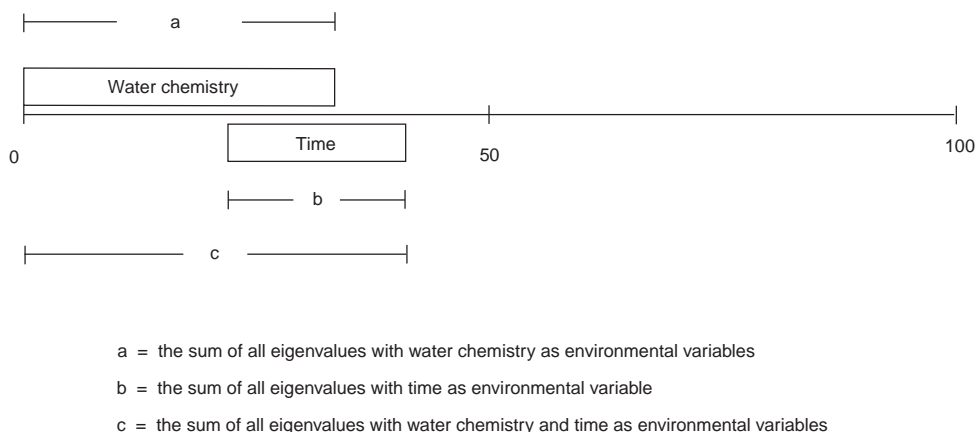 a
Water chemistry
Time
0
50
100
b
c
a = the sum of all eigenvalues with water chemistry as environmental variables
b = the sum of all eigenvalues with time as environmental variable
c = the sum of all eigenvalues with water chemistry and time as environmental variables